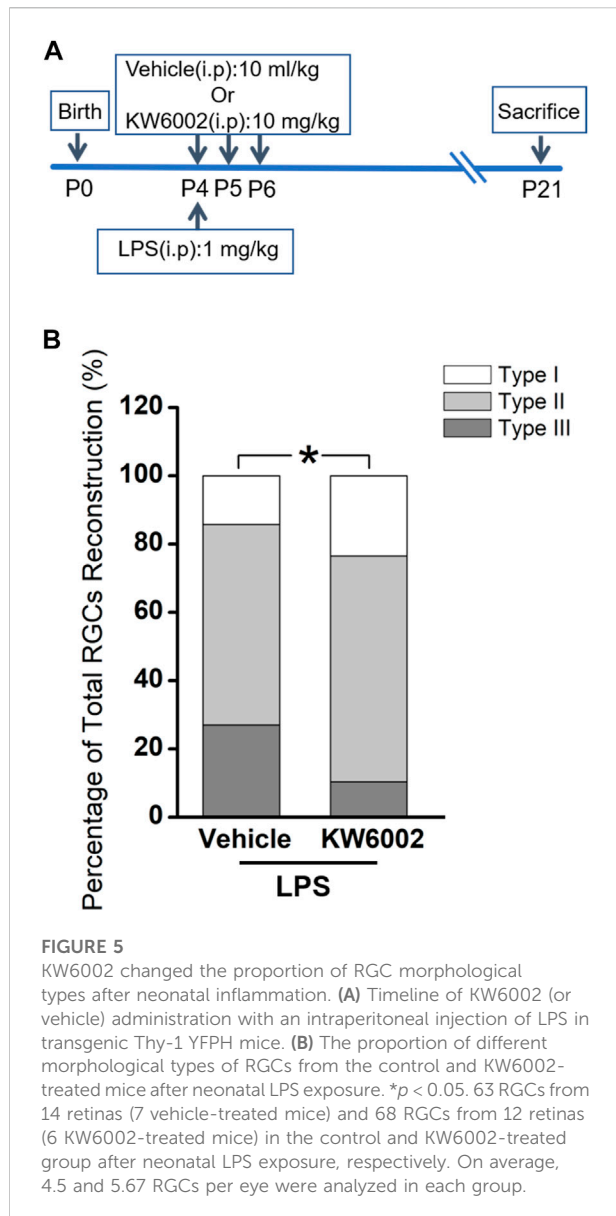 A
Vehicle(i.p):10 ml/kg
Or
KW6002(i.p):10 mg/kg
Birth
Sacrifice
P0
P4
P5
P6
P21
LPS(i.p):1 mg/kg
B
Type I
Type II
Type III
Percentage of Total RGCs Reconstruction (%)
120
100
80
60
40
20
0
*
Vehicle
KW6002
LPS
FIGURE 5
KW6002 changed the proportion of RGC morphological
types after neonatal inflammation. (A) Timeline of KW6002 (or
vehicle) administration with an intraperitoneal injection of LPS in
transgenic Thy-1 YFPH mice. (B) The proportion of different
morphological types of RGCs from the control and KW6002-
treated mice after neonatal LPS exposure. *p < 0.05. 63 RGCs from
14 retinas (7 vehicle-treated mice) and 68 RGCs from 12 retinas
(6 KW6002-treated mice) in the control and KW6002-treated
group after neonatal LPS exposure, respectively. On average,
4.5 and 5.67 RGCs per eye were analyzed in each group.